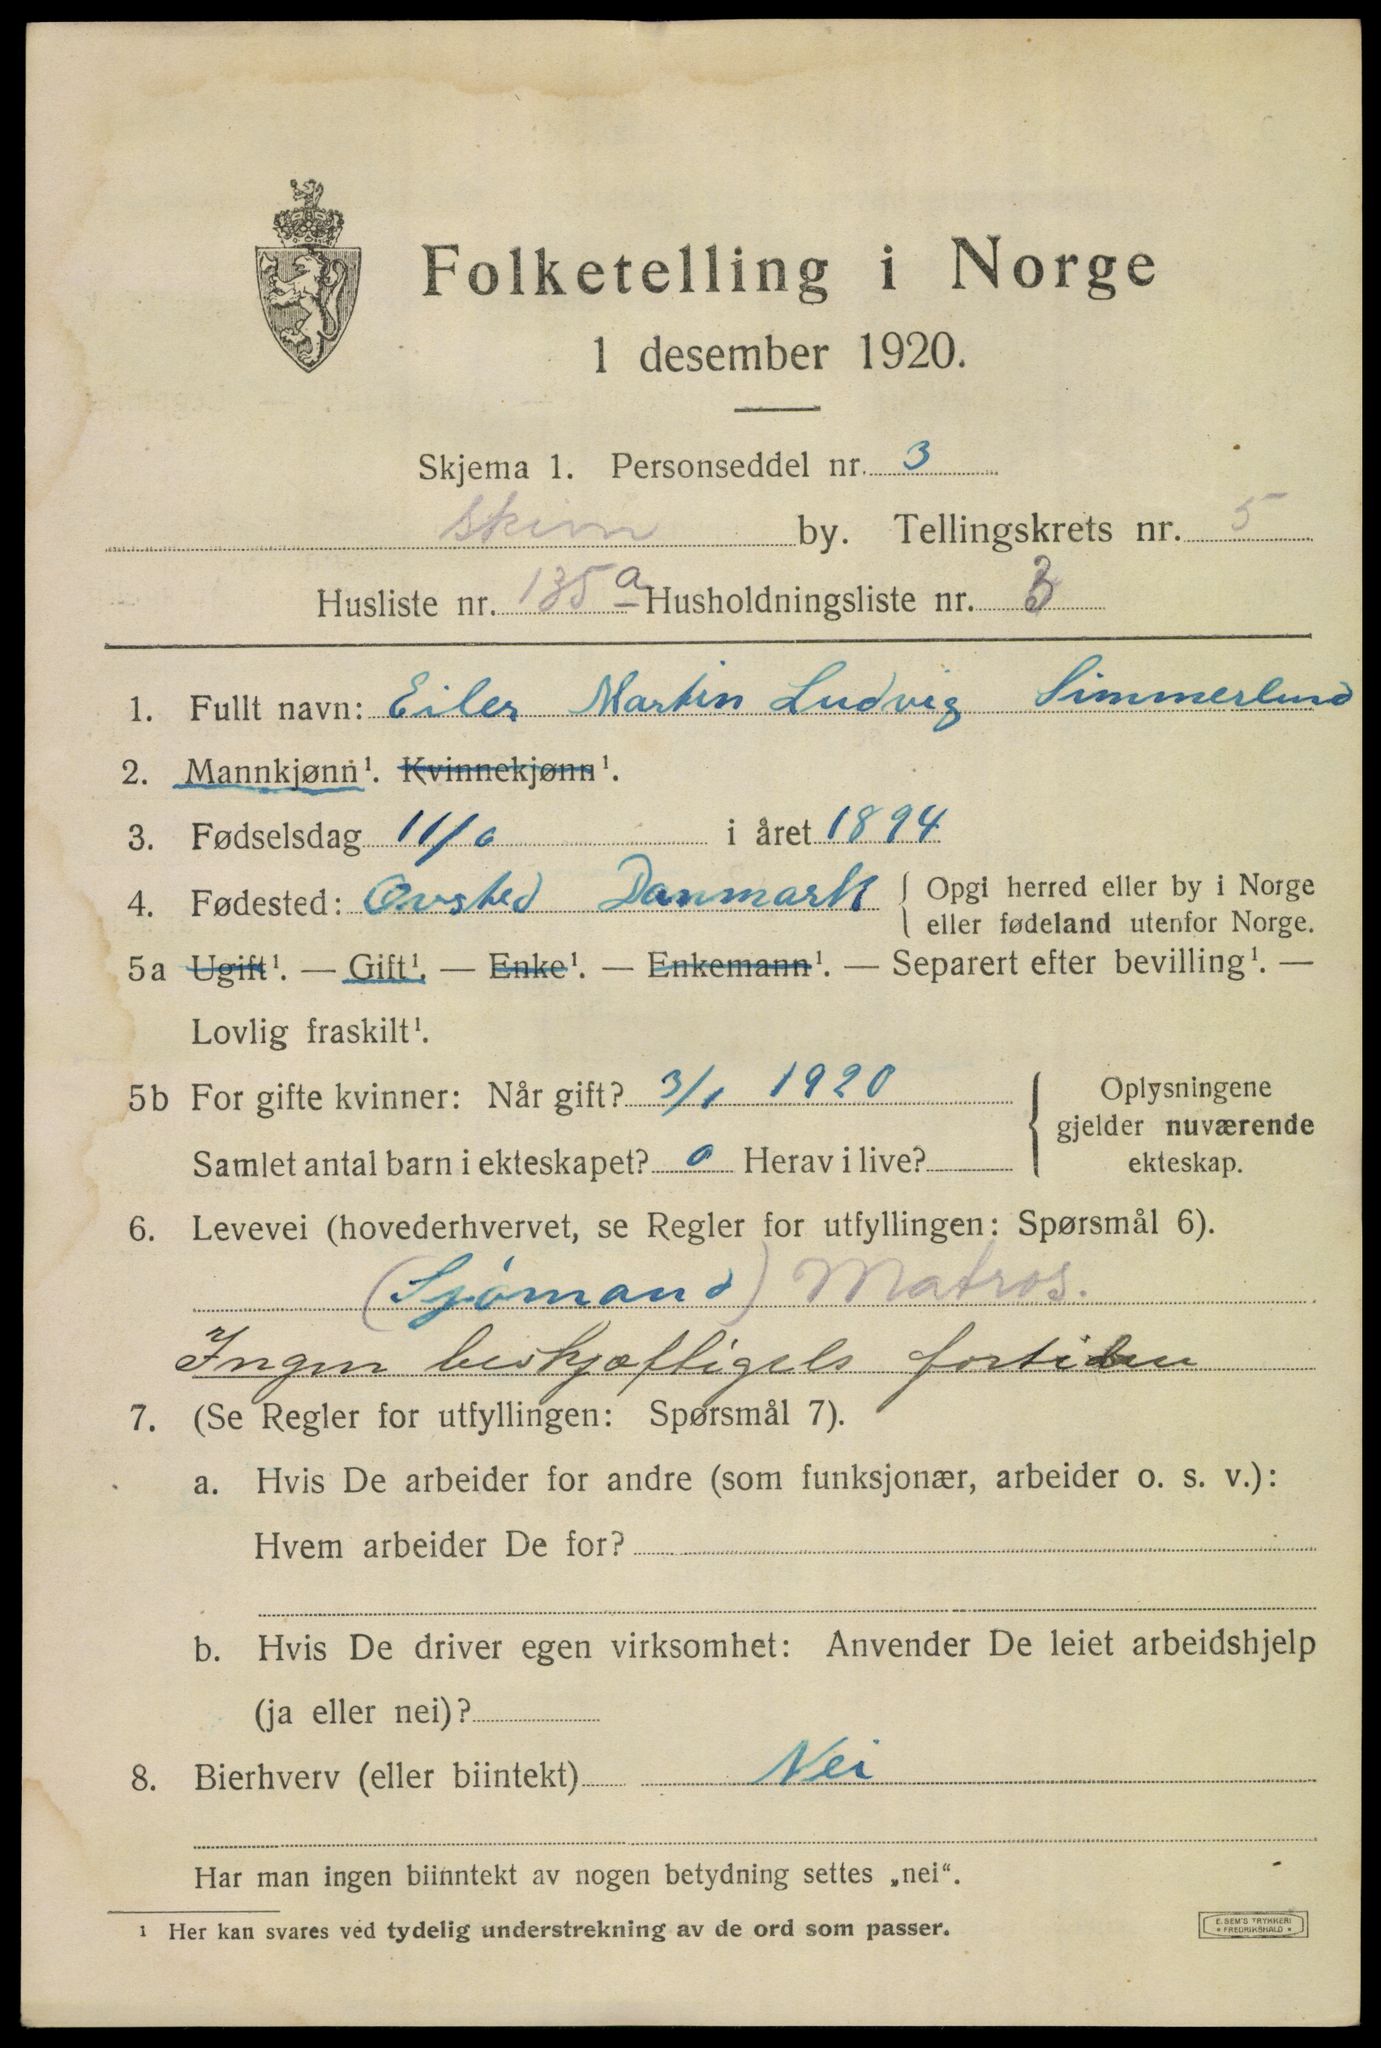 Folketelling i Norge
1 desember 1920.
Skjema 1. Personseddel nr. 3
Skien by. Tellingskrets nr. 5
Husliste nr. 135 a Husholdningsliste nr. 3
1. Fullt navn: Eiler Martin Ludvig Simmerlund
2. Mannkjønn¹. Kvinnekjønn¹.
3. Fødselsdag 11/ i året 1894
4. Fødested: Ørsted Danmark { Opgi herred eller by i Norge
eller fødeland utenfor Norge.
5a Ugift¹. — Gift¹. — Enke¹. — Enkemann¹. — Separert efter bevilling¹. —
Lovlig fraskilt¹.
5b For gifte kvinner: Når gift? 3/1 1920
Samlet antal barn i ekteskapet? 0 Herav i live?
Oplysningene
gjelder nuværende
ekteskap.
6. Levevei (hovederhvervet, se Regler for utfyllingen: Spørsmål 6).
(Sjömand) Matros.
Ingen beskjæftigels fortiden
7. (Se Regler for utfyllingen: Spørsmål 7).
a. Hvis De arbeider for andre (som funksjonær, arbeider o. s. v.):
Hvem arbeider De for?
b. Hvis De driver egen virksomhet: Anvender De leiet arbeidshjelp
(ja eller nei)?
8. Bierhverv (eller biintekt) Nei
Har man ingen biinntekt av nogen betydning settes „nei“.
¹ Her kan svares ved tydelig understrekning av de ord som passer.
E. SEM'S TRYKKERI
* FREDRIKSHALD *